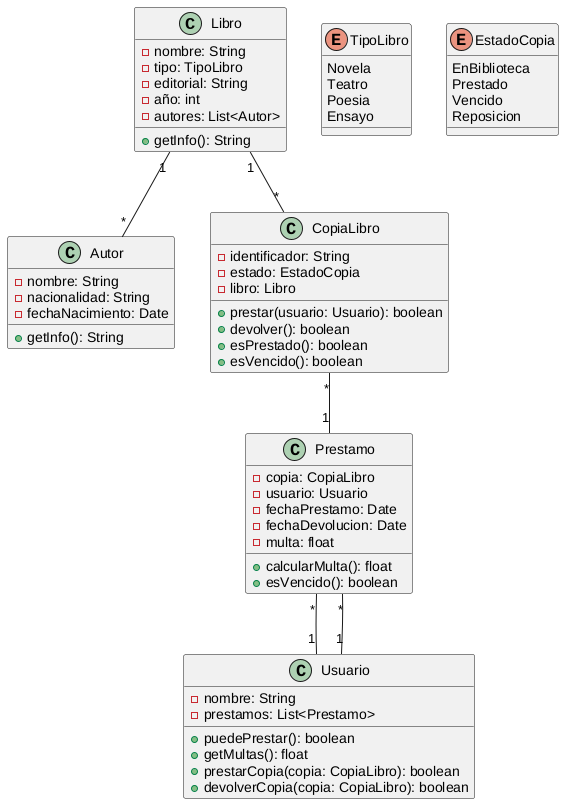 C Libro
nombre: String
tipo: TipoLibro
editorial: String
año: int
autores: List<Autor>
getInfo(): String
E TipoLibro
Novela
Teatro
Poesia
Ensayo
E EstadoCopia
EnBiblioteca
Prestado
Vencido
Reposicion
1
1
*
*
C Autor
nombre: String
nacionalidad: String
fechaNacimiento: Date
getInfo(): String
C CopiaLibro
identificador: String
estado: EstadoCopia
libro: Libro
prestar(usuario: Usuario): boolean
devolver(): boolean
esPrestado(): boolean
esVencido(): boolean
*
1
C Prestamo
copia: CopiaLibro
usuario: Usuario
fechaPrestamo: Date
fechaDevolucion: Date
multa: float
calcularMulta(): float
esVencido(): boolean
*
*
1
1
C Usuario
nombre: String
prestamos: List<Prestamo>
puedePrestar(): boolean
getMultas(): float
prestarCopia(copia: CopiaLibro): boolean
devolverCopia(copia: CopiaLibro): boolean